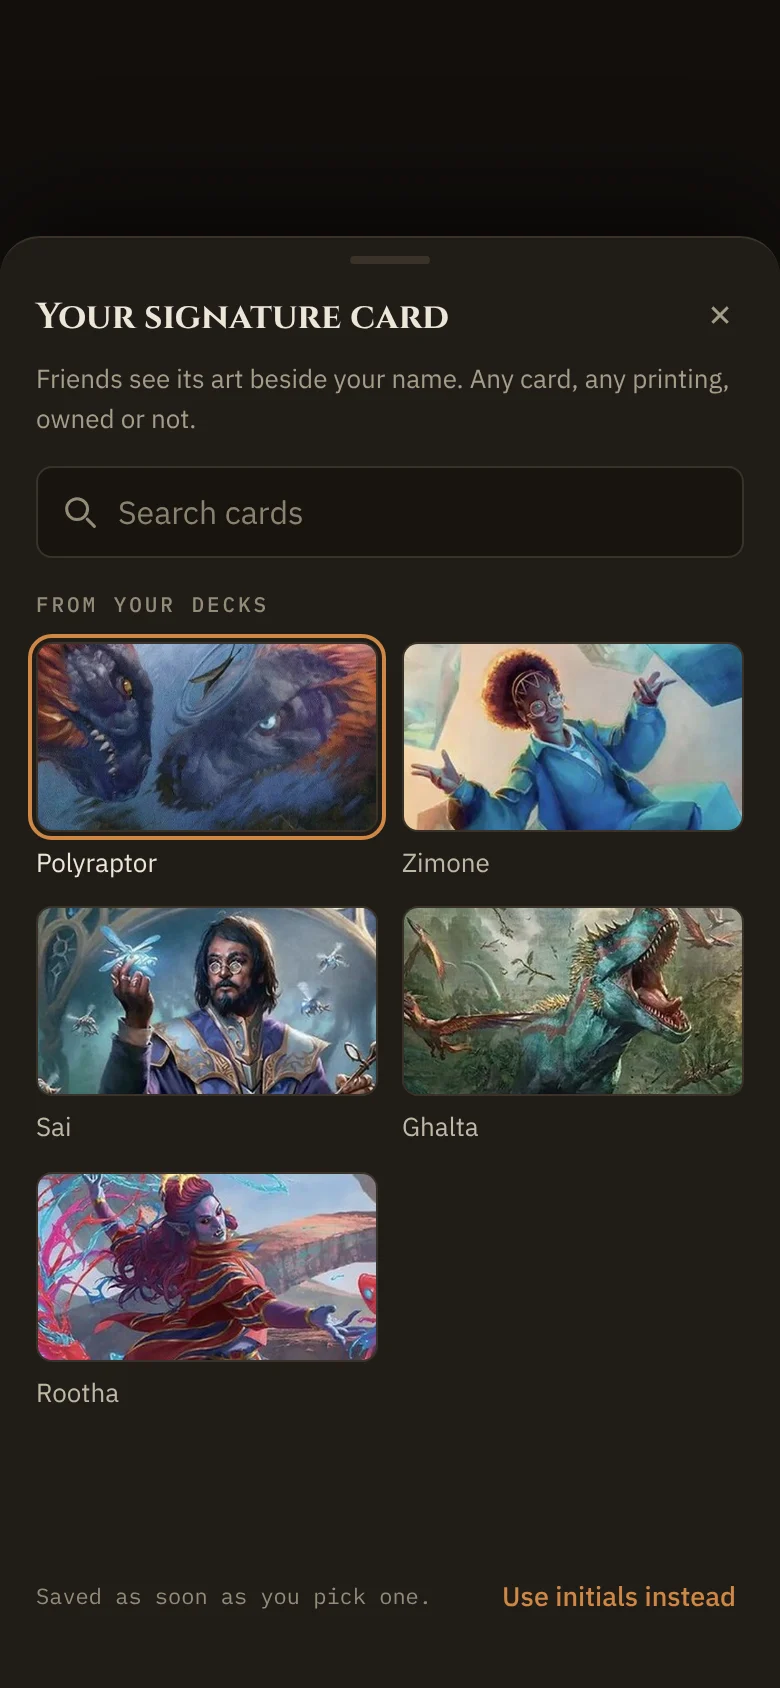 Your signature card
Friends see its art beside your name. Any card, any printing,
owned or not.
Search cards
FROM YOUR DECKS
Polyraptor
Zimone
Sai
Ghalta
Rootha
Saved as soon as you pick one.
Use initials instead